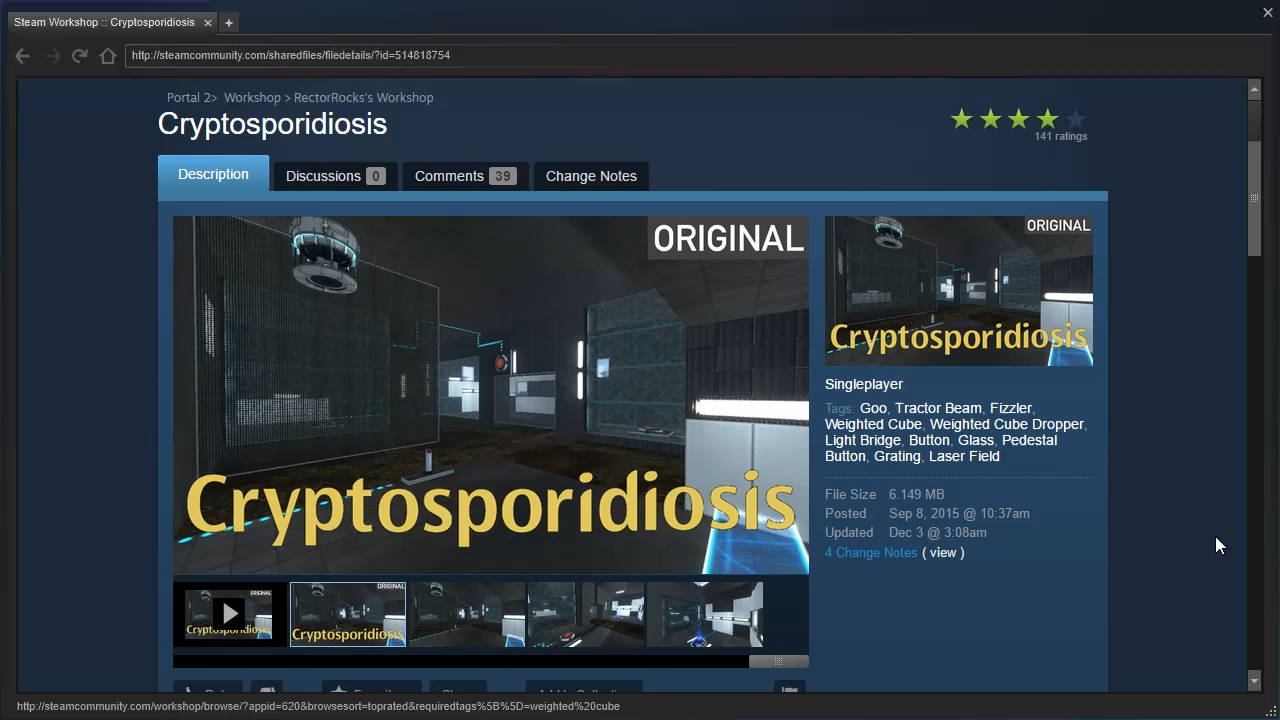 Steam Workshop :: Cryptosporidiosis
http://steamcommunity.com/sharedfiles/filedetails/?id=514818754
Portal 2> Workshop > RectorRocks's Workshop
Cryptosporidiosis
141 ratings
Description
Discussions 0
Comments 39
Change Notes
ORIGINAL
Cryptosporidiosis
ORIGINAL
Cryptosporidiosis
Singleplayer
Tags: Goo, Tractor Beam, Fizzler,
Weighted Cube, Weighted Cube Dropper,
Light Bridge, Button, Glass, Pedestal
Button, Grating, Laser Field
File Size 6.149 MB
Posted Sep 8, 2015 @ 10:37am
Updated Dec 3 @ 3:08am
4 Change Notes ( view )
ORIGINAL
Cryptosporidiosis
ORIGINAL
Cryptosporidiosis
http://steamcommunity.com/workshop/browse/?appid=620&browsesort=toprated&requiredtags%5B%5D=weighted%20cube